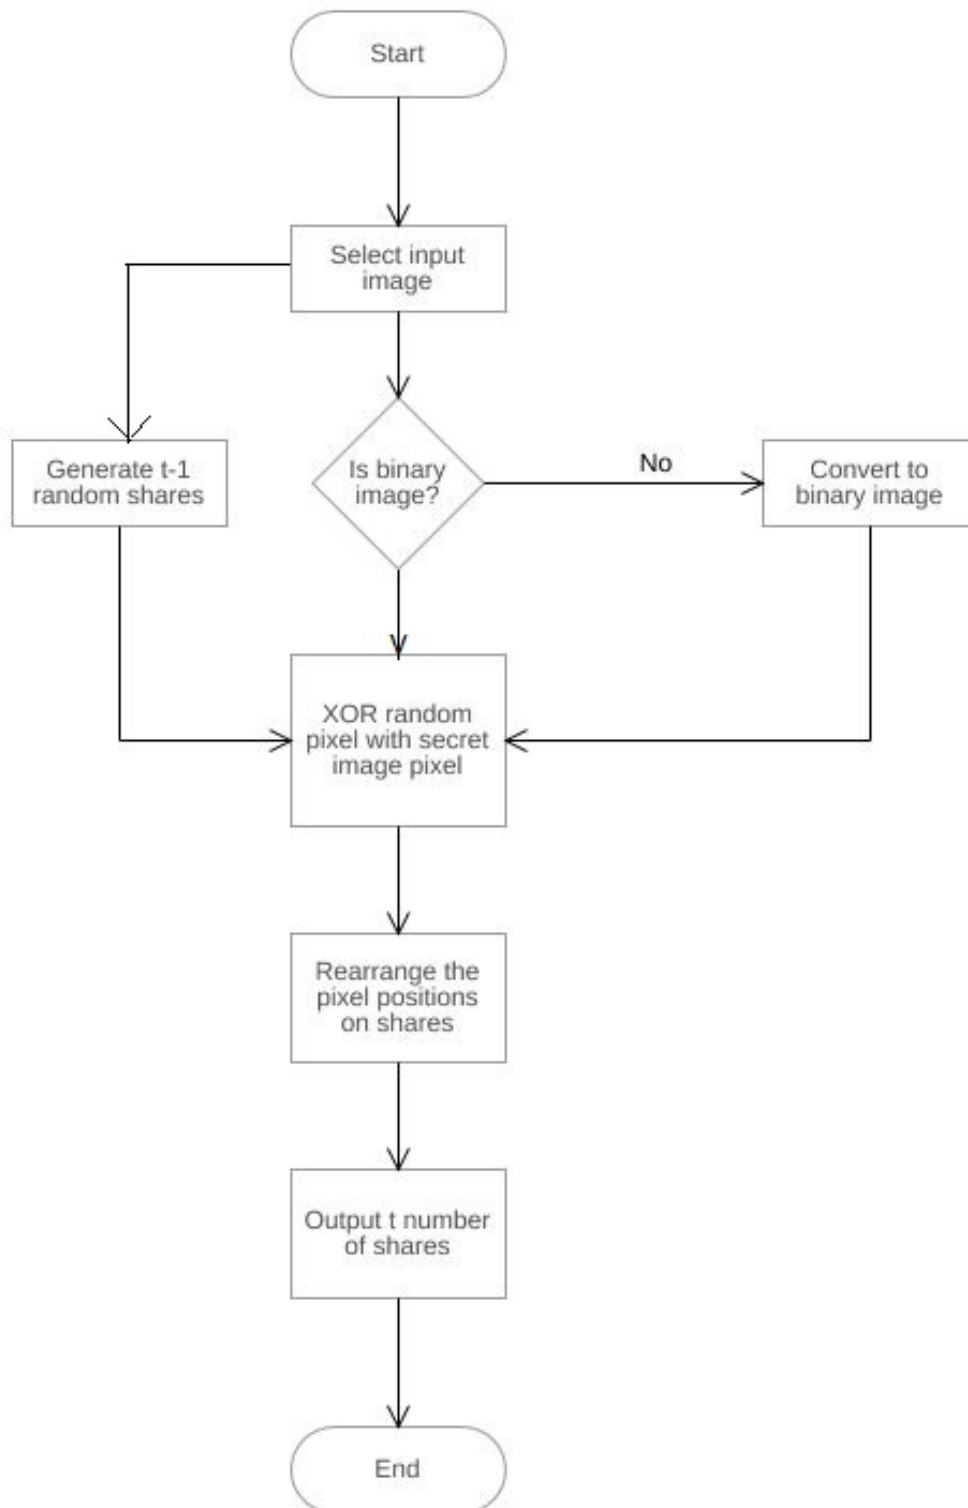 Start
Select input
image
Generate t-1
random shares
Is binary
image?
No
Convert to
binary image
XOR random
pixel with secret
image pixel
Rearrange the
pixel positions
on shares
Output t number
of shares
End